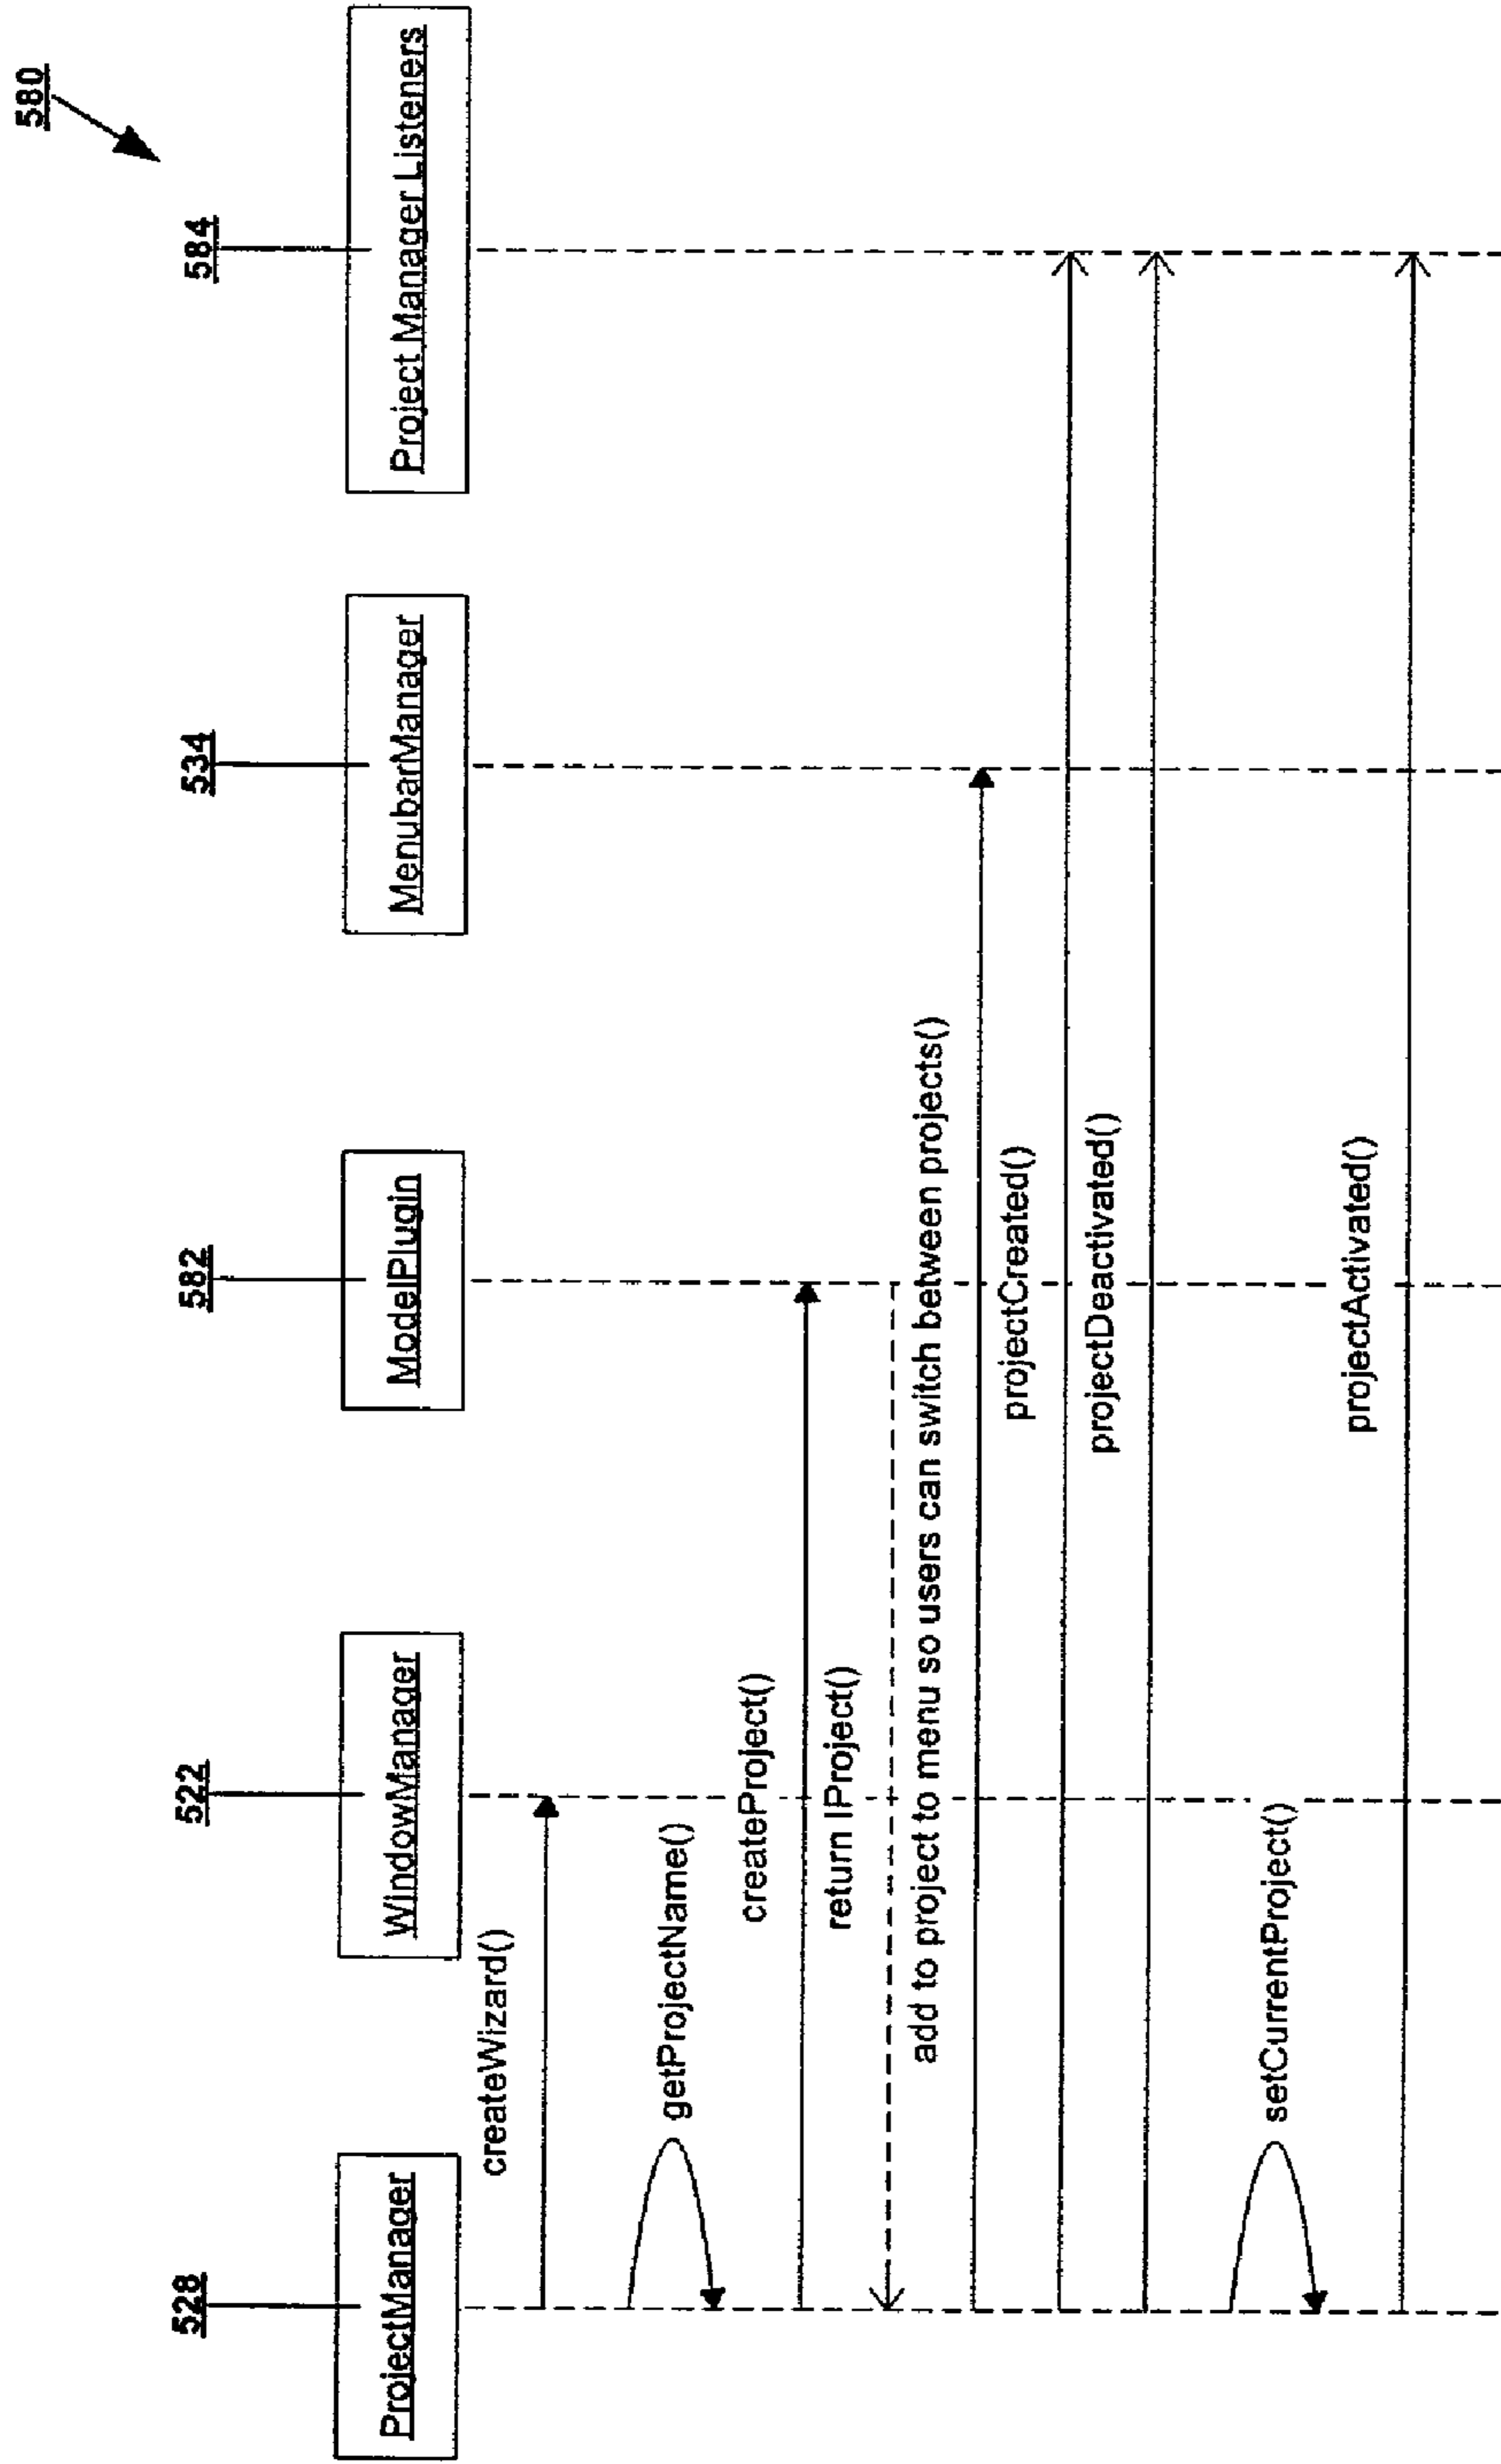 580
528
522
582
534
584
ProjectManager
WindowManager
ModelPlugin
MenubarManager
Project Manager Listeners
createWizard()
getProjectName()
createProject()
return IProject()
add to project to menu so users can switch between projects()
projectCreated()
projectDeactivated()
setCurrentProject()
projectActivated()